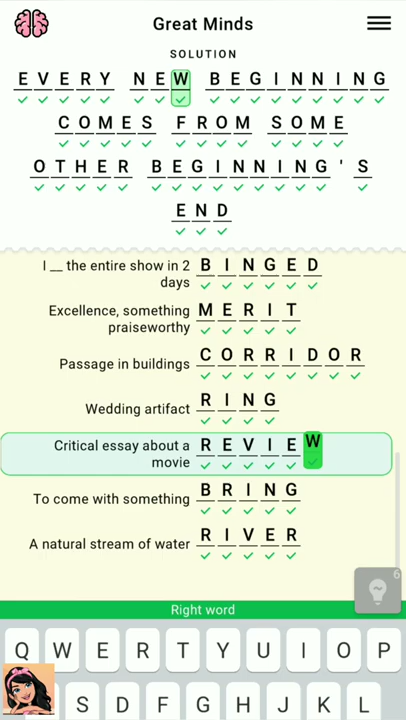 Great Minds
SOLUTION
EVERY NEW BEGINNING
COMES FROM SOME
OTHER BEGINNING'S
END
I __ the entire show in 2 days BINGED
Excellence, something praiseworthy MERIT
Passage in buildings CORRIDOR
Wedding artifact RING
Critical essay about a movie REVIEW
To come with something BRING
A natural stream of water RIVER
6
Right word
Q W E R T Y U I O P
S D F G H J K L